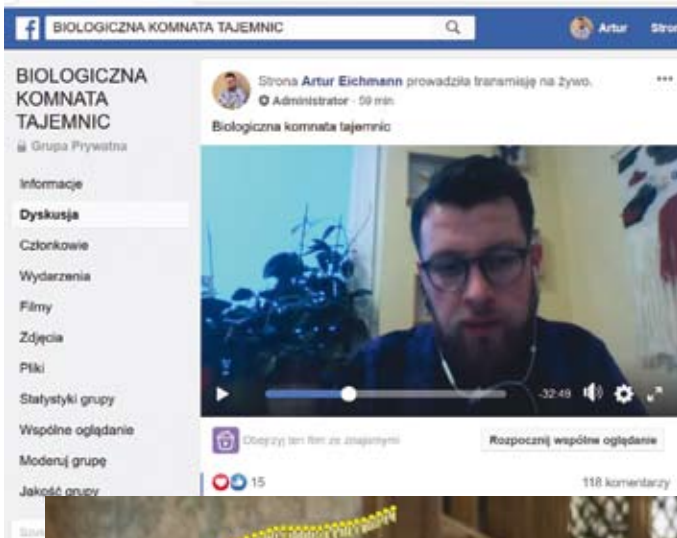 BIOLOGICZNA KOMNATA TAJEMNIC
Artur
BIOLOGICZNA
KOMNATA
TAJEMNIC
Grupa Prywatna
Informacje
Dyskusja
Członkowie
Wydarzenia
Filmy
Zdjęcia
Pliki
Statystyki grupy
Wspólne oglądanie
Moderuj grupę
Jakość grupy
Strona Artur Eichmann prowadziła transmisję na żywo.
Administrator · 59 min
Biologiczna komnata tajemnic
-32:49
Obejrzyj ten film ze znajomymi
Rozpocznij wspólne oglądanie
15
118 komentarzy